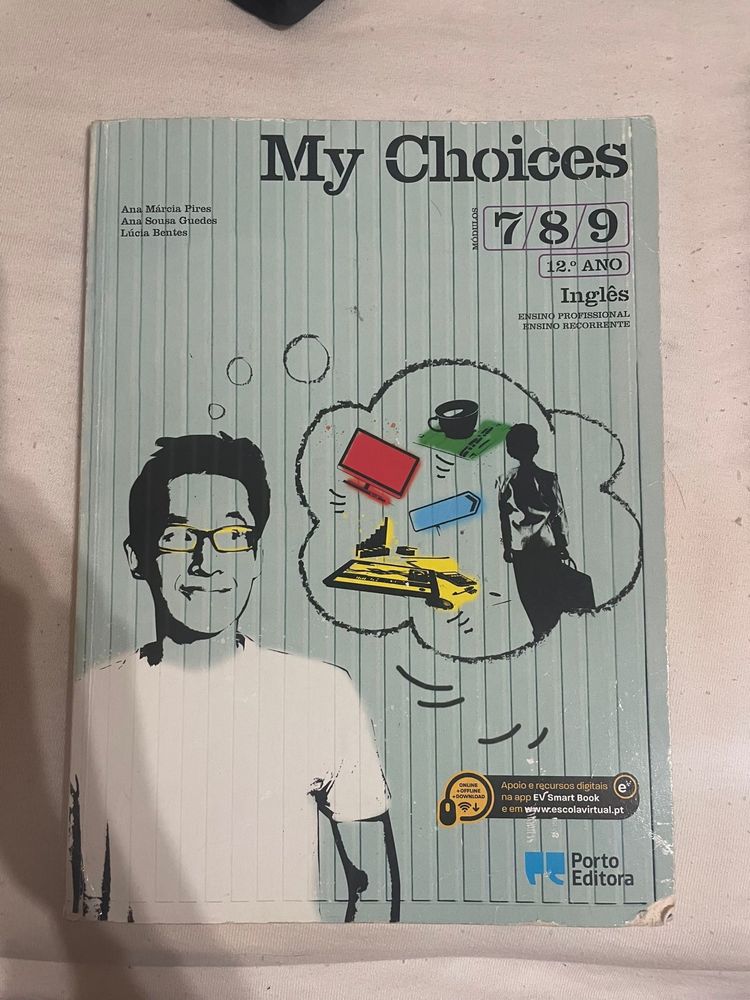 My Choices
Ana Márcia Pires
Ana Sousa Guedes
Lúcia Bentes
MÓDULOS
7/8/9
12.º ANO
Inglês
ENSINO PROFISSIONAL
ENSINO RECORRENTE
ONLINE
+OFFLINE
+DOWNLOAD
Apoio e recursos digitais
na app EV Smart Book
e em www.escolavirtual.pt
Porto
Editora